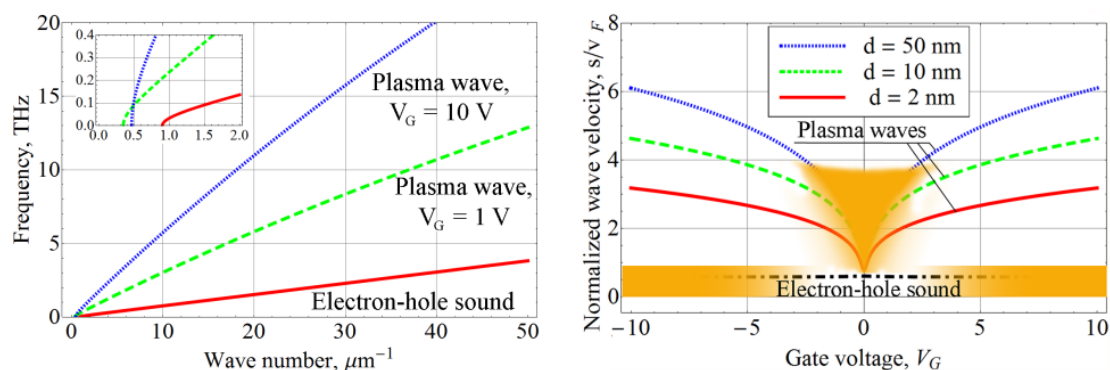 Frequency, THz
20
15
10
5
0
0.4
0.3
0.2
0.1
0.0
0.0 0.5 1.0 1.5 2.0
Plasma wave,
V_G = 10 V
Plasma wave,
V_G = 1 V
Electron-hole sound
0 10 20 30 40 50
Wave number, μm⁻¹
Normalized wave velocity, s/v_F
8
6
4
2
0
d = 50 nm
d = 10 nm
d = 2 nm
Plasma waves
Electron-hole sound
−10 −5 0 5 10
Gate voltage, V_G